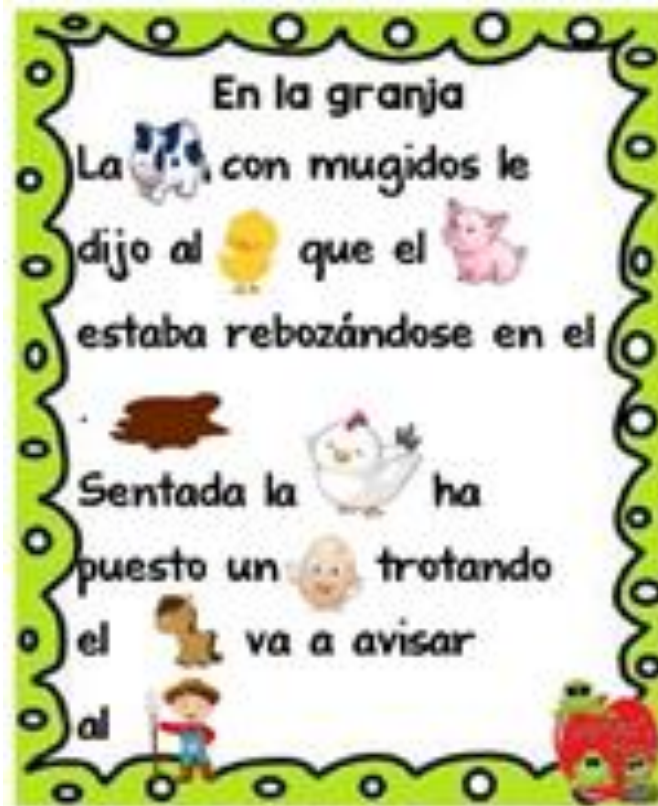 En la granja
La con mugidos le
dijo al que el
estaba rebozándose en el
.
Sentada la ha
puesto un trotando
el va a avisar
al